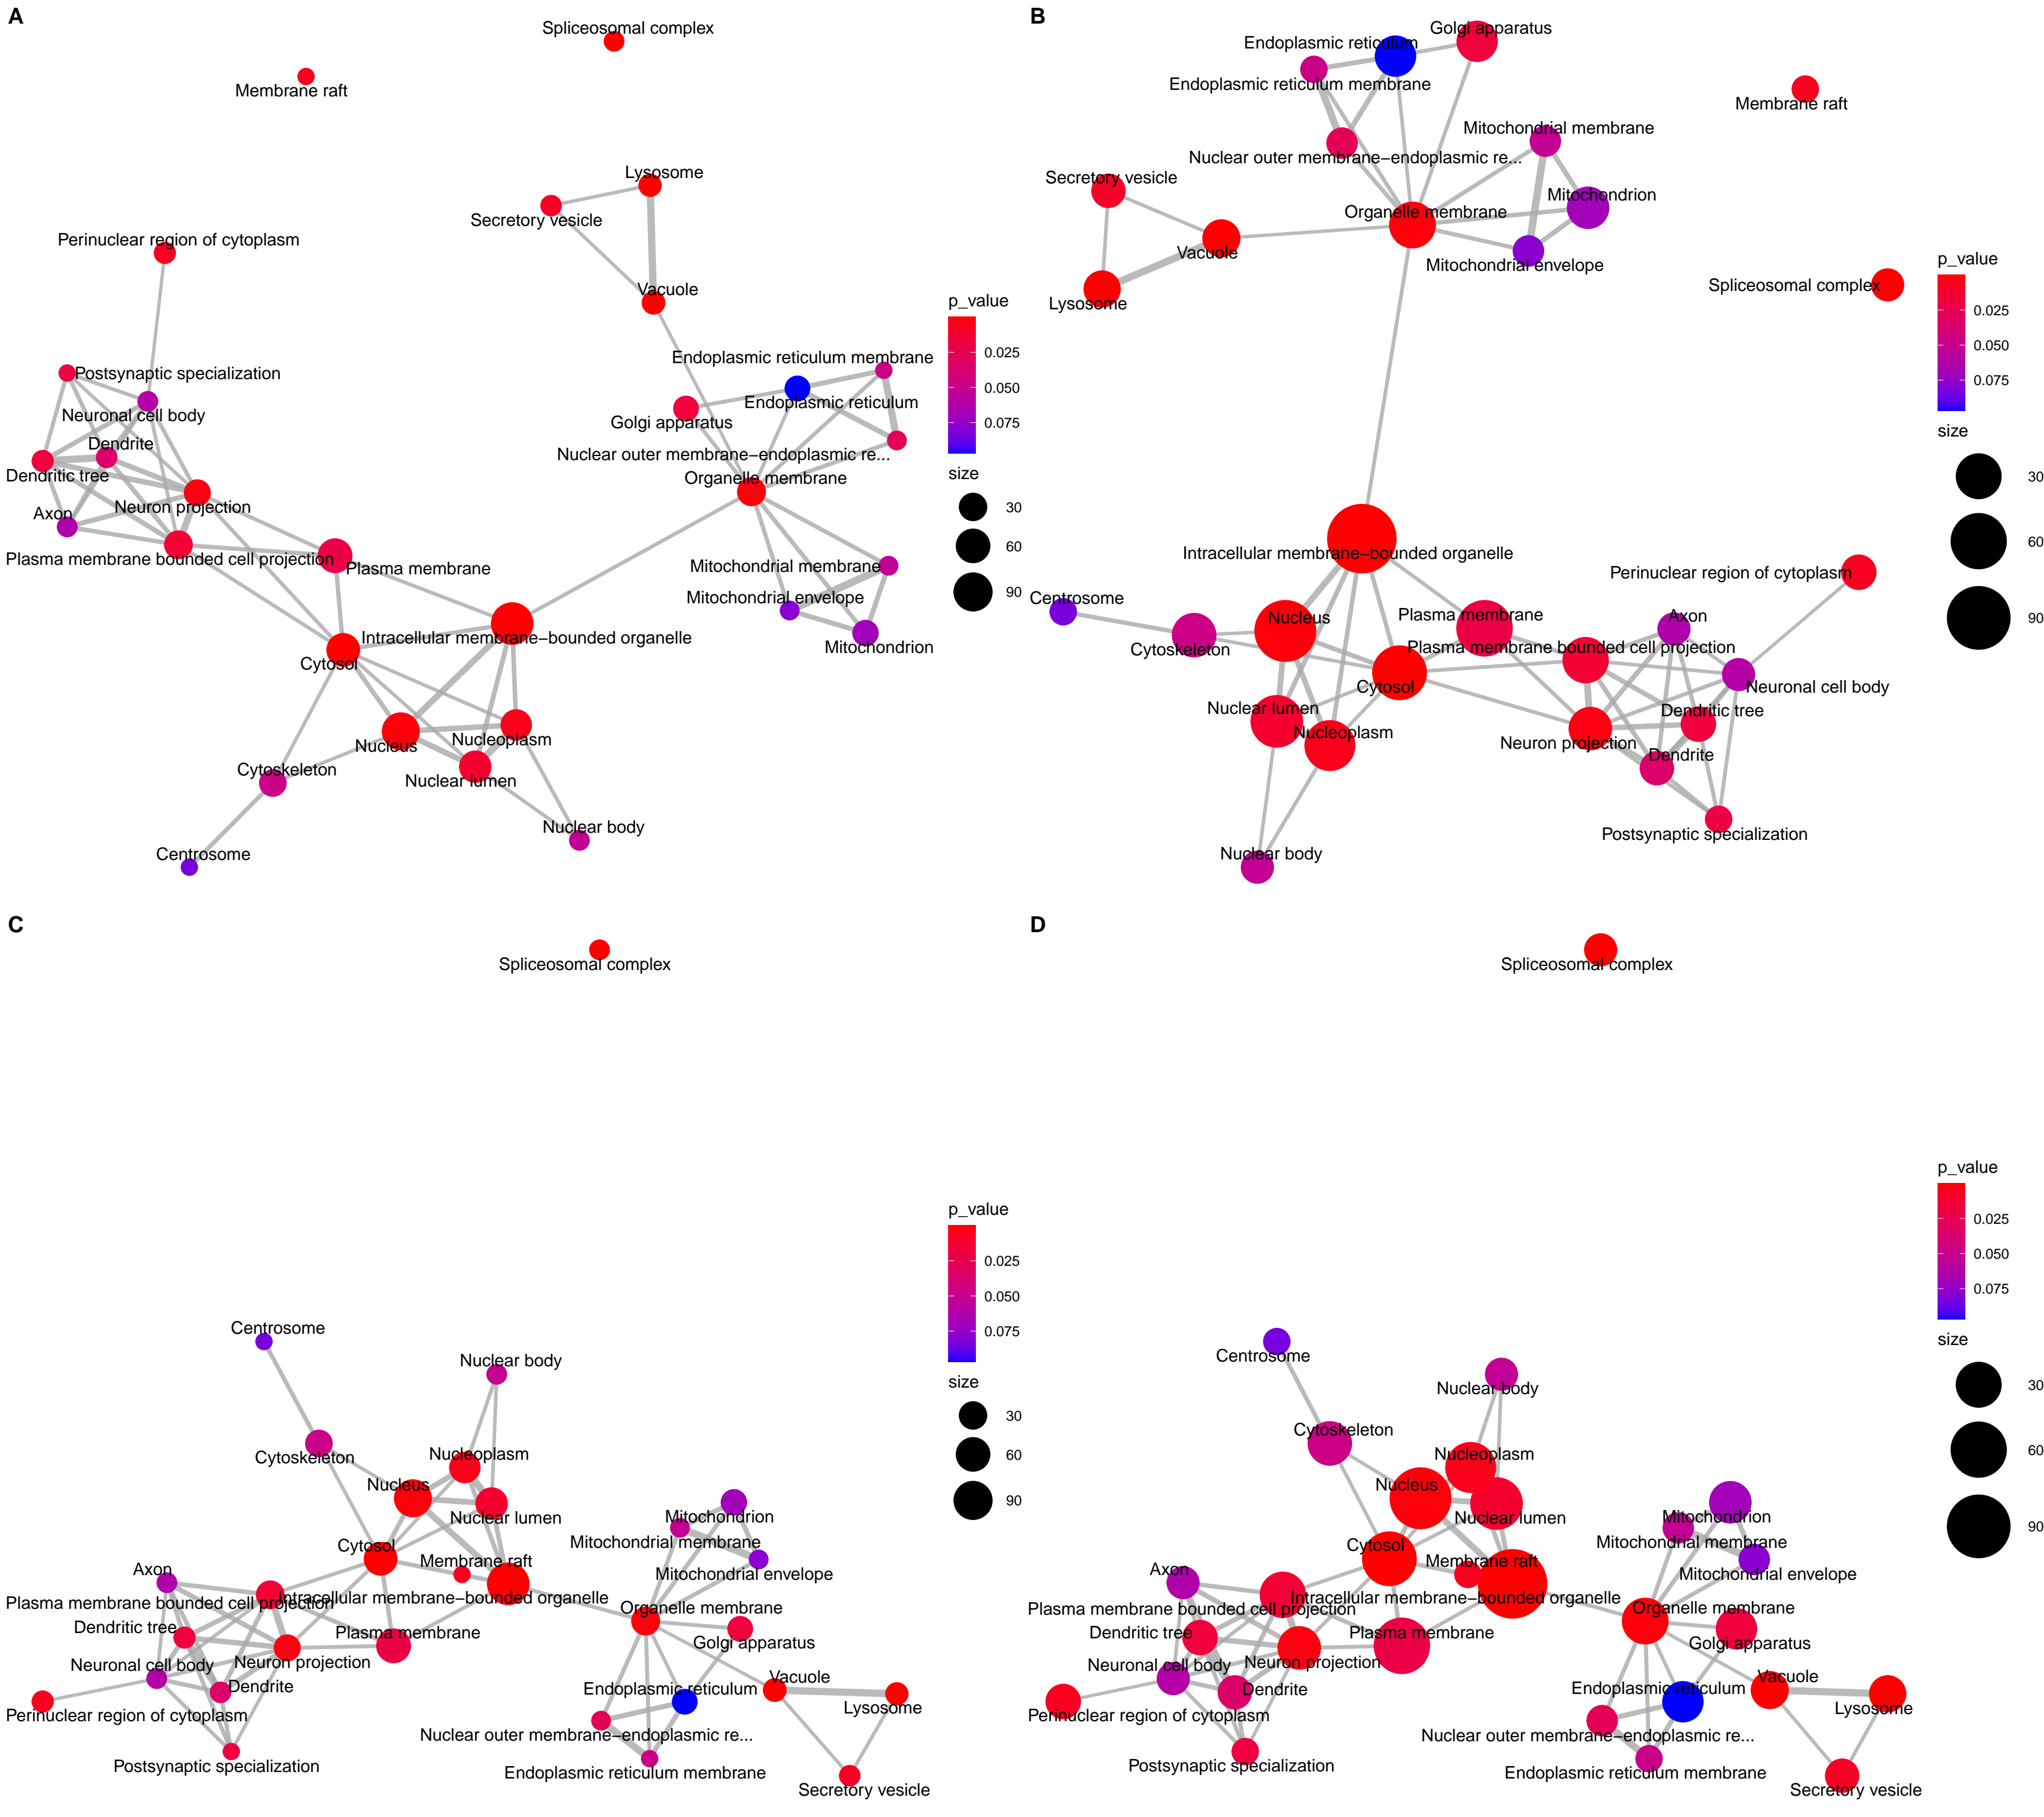 A
Spliceosomal complex
Membrane raft
Lysosome
Secretory vesicle
Perinuclear region of cytoplasm
Vacuole
p_value
0.025
0.050
0.075
Endoplasmic reticulum membrane
Postsynaptic specialization
Endoplasmic reticulum
Neuronal cell body
Golgi apparatus
Dendrite
Nuclear outer membrane−endoplasmic re...
Dendritic tree
Organelle membrane
size
30
60
90
Neuron projection
Axon
Plasma membrane bounded cell projection
Plasma membrane
Mitochondrial membrane
Mitochondrial envelope
Intracellular membrane−bounded organelle
Mitochondrion
Cytosol
Nucleoplasm
Nucleus
Cytoskeleton
Nuclear lumen
Nuclear body
Centrosome
B
Golgi apparatus
Endoplasmic reticulum
Endoplasmic reticulum membrane
Membrane raft
Mitochondrial membrane
Nuclear outer membrane−endoplasmic re...
Secretory vesicle
Mitochondrion
Organelle membrane
Vacuole
Mitochondrial envelope
Lysosome
Spliceosomal complex
p_value
0.025
0.050
0.075
size
30
60
90
Intracellular membrane−bounded organelle
Perinuclear region of cytoplasm
Centrosome
Nucleus
Plasma membrane
Axon
Cytoskeleton
Plasma membrane bounded cell projection
Cytosol
Neuronal cell body
Nuclear lumen
Dendritic tree
Nucleoplasm
Neuron projection
Dendrite
Postsynaptic specialization
Nuclear body
C
Spliceosomal complex
p_value
0.025
0.050
0.075
size
30
60
90
Centrosome
Nuclear body
Cytoskeleton
Nucleoplasm
Nucleus
Nuclear lumen
Mitochondrion
Mitochondrial membrane
Cytosol
Membrane raft
Axon
Mitochondrial envelope
Intracellular membrane−bounded organelle
Plasma membrane bounded cell projection
Organelle membrane
Dendritic tree
Plasma membrane
Golgi apparatus
Neuronal cell body
Neuron projection
Vacuole
Dendrite
Endoplasmic reticulum
Lysosome
Perinuclear region of cytoplasm
Nuclear outer membrane−endoplasmic re...
Postsynaptic specialization
Endoplasmic reticulum membrane
Secretory vesicle
D
Spliceosomal complex
p_value
0.025
0.050
0.075
size
30
60
90
Centrosome
Nuclear body
Cytoskeleton
Nucleoplasm
Nucleus
Nuclear lumen
Mitochondrion
Mitochondrial membrane
Cytosol
Membrane raft
Axon
Mitochondrial envelope
Intracellular membrane−bounded organelle
Plasma membrane bounded cell projection
Organelle membrane
Dendritic tree
Plasma membrane
Golgi apparatus
Neuronal cell body
Neuron projection
Vacuole
Dendrite
Endoplasmic reticulum
Lysosome
Perinuclear region of cytoplasm
Nuclear outer membrane−endoplasmic re...
Postsynaptic specialization
Endoplasmic reticulum membrane
Secretory vesicle